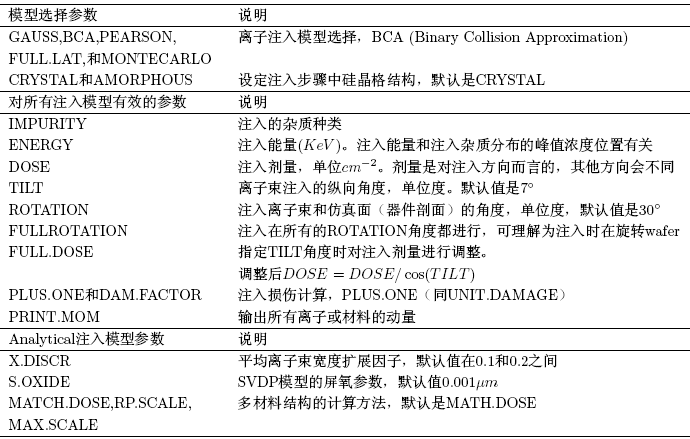 模型选择参数 说明
GAUSS,BCA,PEARSON, 离子注入模型选择，BCA (Binary Collision Approximation)
FULL.LAT,和MONTECARLO
CRYSTAL和AMORPHOUS 设定注入步骤中硅晶格结构，默认是CRYSTAL
对所有注入模型有效的参数 说明
IMPURITY 注入的杂质种类
ENERGY 注入能量(KeV)。注入能量和注入杂质分布的峰值浓度位置有关
DOSE 注入剂量，单位cm⁻²。剂量是对注入方向而言的，其他方向会不同
TILT 离子束注入的纵向角度，单位度。默认值是7°
ROTATION 注入离子束和仿真面（器件剖面）的角度，单位度，默认值是30°
FULLROTATION 注入在所有的ROTATION角度都进行，可理解为注入时在旋转wafer
FULL.DOSE 指定TILT角度时对注入剂量进行调整。
调整后DOSE = DOSE/cos(TILT)
PLUS.ONE和DAM.FACTOR 注入损伤计算，PLUS.ONE（同UNIT.DAMAGE）
PRINT.MOM 输出所有离子或材料的动量
Analytical注入模型参数 说明
X.DISCR 平均离子束宽度扩展因子，默认值在0.1和0.2之间
S.OXIDE SVDP模型的屏氧参数，默认值0.001μm
MATCH.DOSE,RP.SCALE, 多材料结构的计算方法，默认是MATH.DOSE
MAX.SCALE